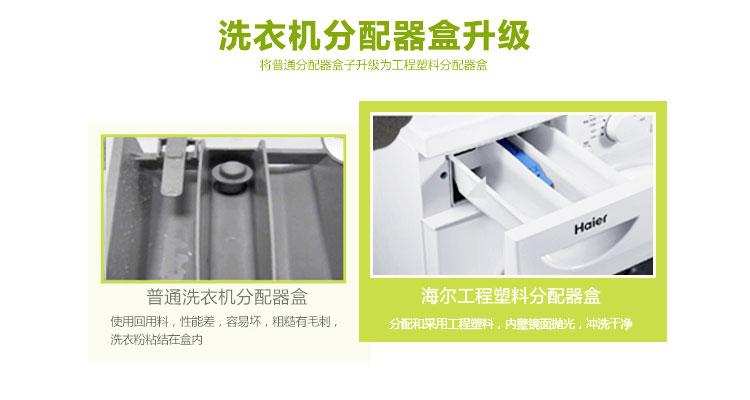 洗衣机分配器盒升级
将普通分配器盒子升级为工程塑料分配器盒
Haier
普通洗衣机分配器盒
使用回用料，性能差，容易坏，粗糙有毛刺，
洗衣粉粘结在盒内
海尔工程塑料分配器盒
分配和采用工程塑料，内壁镜面抛光，冲洗干净